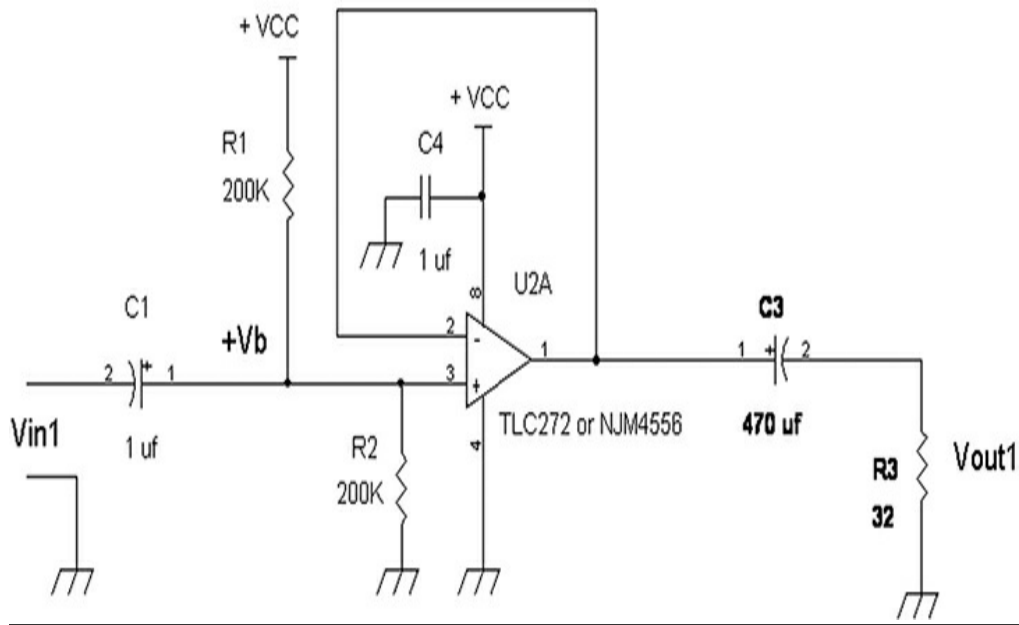 + VCC
+ VCC
R1
200K
C4
1 uf
8
U2A
C1
+Vb
2
-
1
C3
1
+
2
2
+
1
3
+
Vin1
1 uf
R2
200K
4
TLC272 or NJM4556
470 uf
R3
32
Vout1